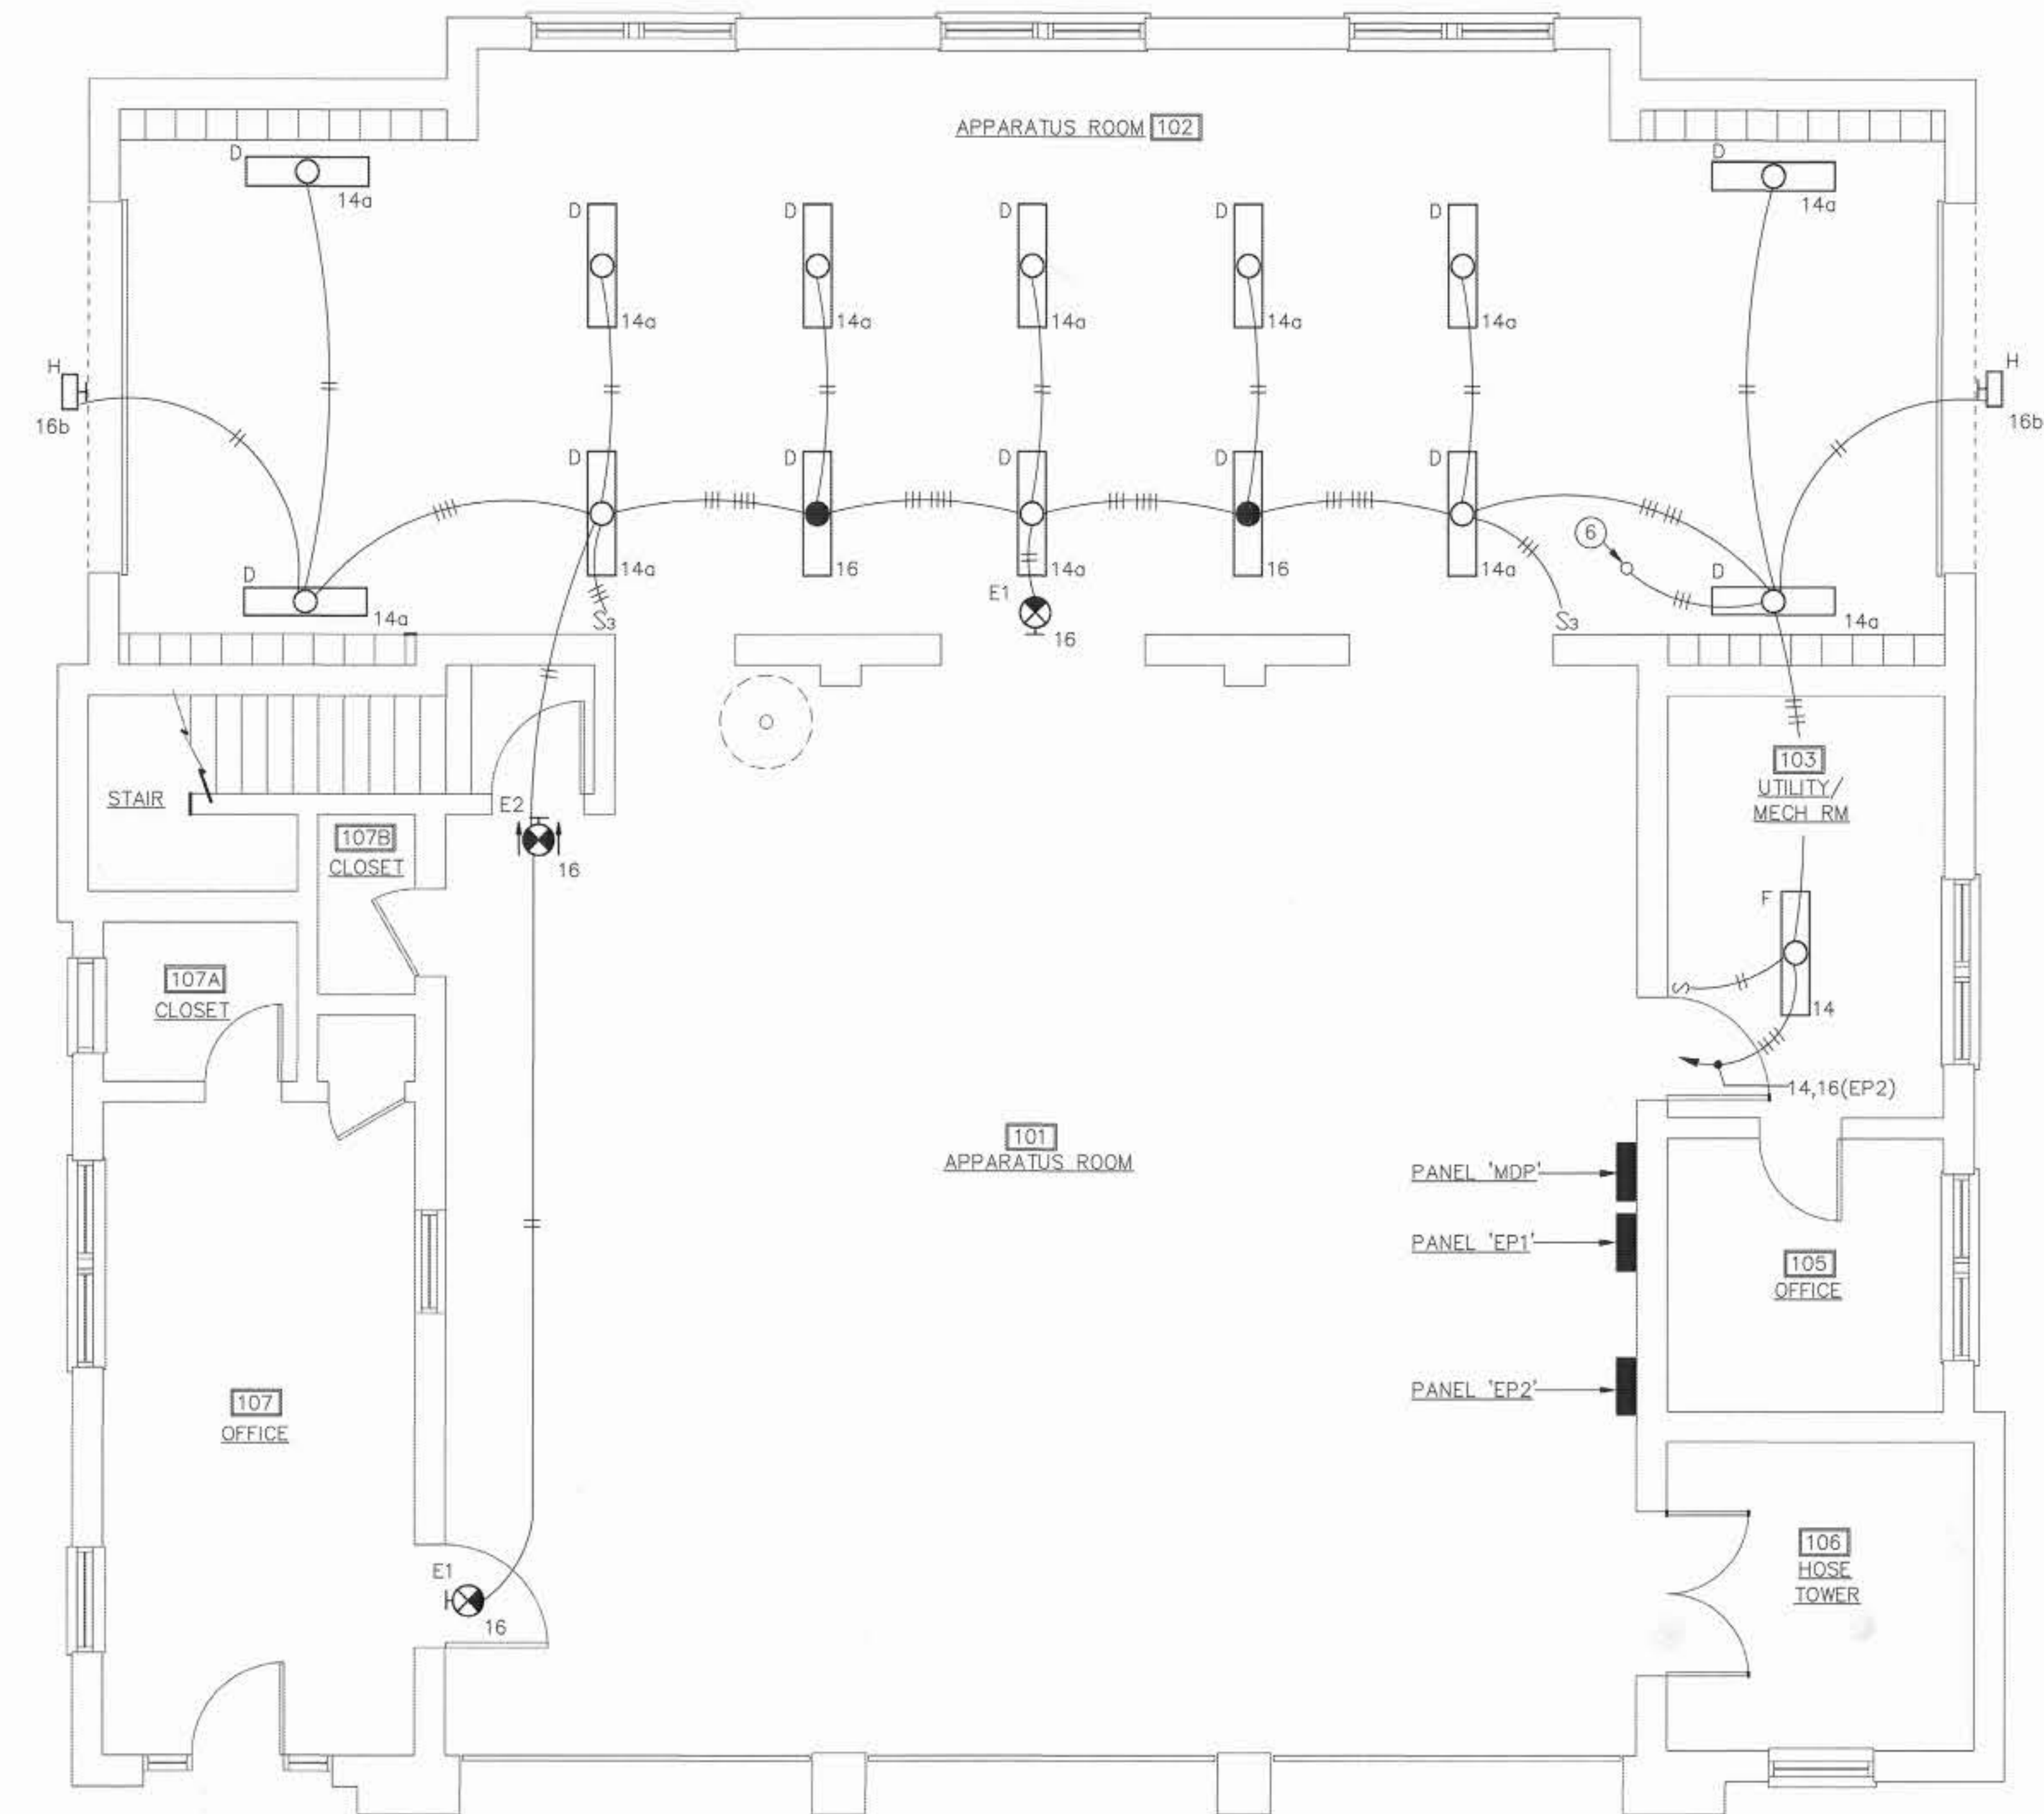 APPARATUS ROOM 102
D
14a
D
14a
D
14a
D
14a
D
14a
D
14a
D
14a
H
16b
H
16b
D
14a
D
16
D
14a
D
16
D
14a
6
D
14a
D
14a
S3
E1
16
S3
STAIR
E2
16
107B
CLOSET
103
UTILITY/
MECH RM
F
14
S
14,16(EP2)
107A
CLOSET
101
APPARATUS ROOM
PANEL 'MDP'
PANEL 'EP1'
PANEL 'EP2'
105
OFFICE
107
OFFICE
E1
16
106
HOSE
TOWER